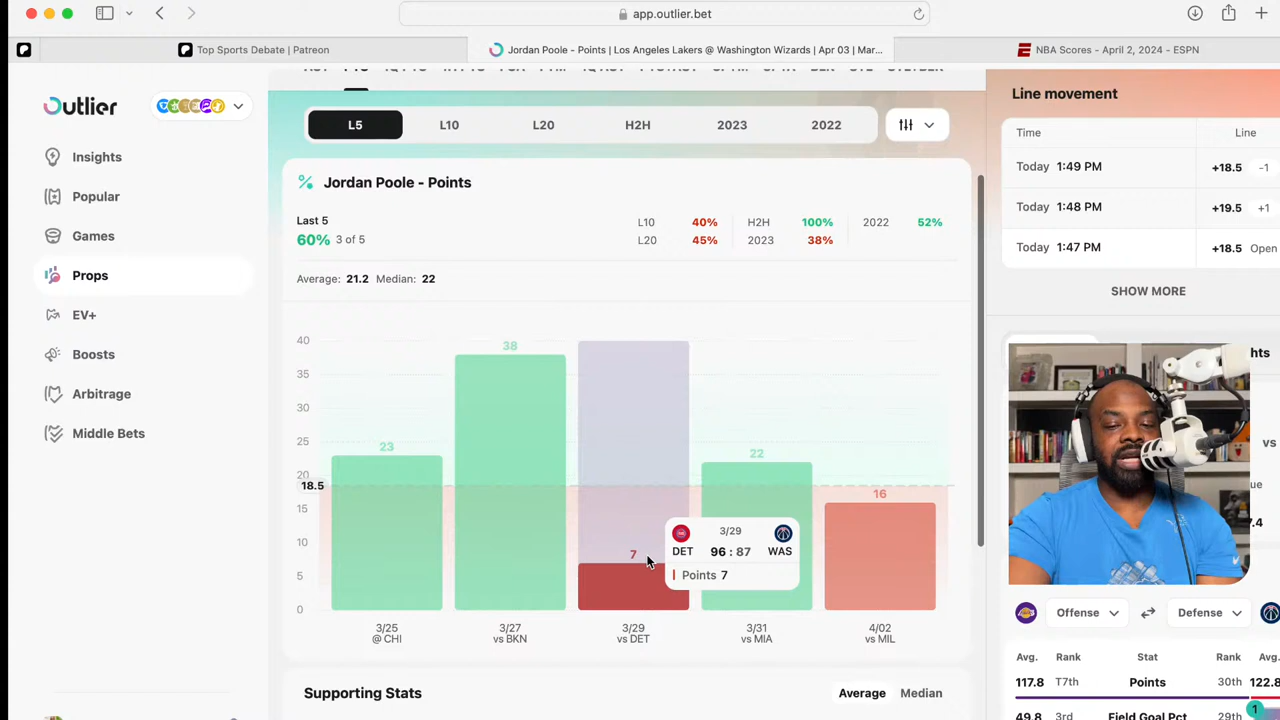 app.outlier.bet
Top Sports Debate | Patreon
Jordan Poole - Points | Los Angeles Lakers @ Washington Wizards | Apr 03 | Mar...
NBA Scores - April 2, 2024 - ESPN
Outlier
Insights
Popular
Games
Props
EV+
Boosts
Arbitrage
Middle Bets
L5 L10 L20 H2H 2023 2022
Jordan Poole - Points
Last 5
60% 3 of 5
L10 40% H2H 100% 2022 52%
L20 45% 2023 38%
Average: 21.2 Median: 22
40
35
30
25
20
18.5
15
10
5
0
23
38
7
22
16
3/29
DET 96 : 87 WAS
Points 7
3/25
@ CHI
3/27
vs BKN
3/29
vs DET
3/31
vs MIA
4/02
vs MIL
Supporting Stats
Average Median
Line movement
Time Line
Today 1:49 PM +18.5 -1
Today 1:48 PM +19.5 +1
Today 1:47 PM +18.5 Open
SHOW MORE
hts
vs
ue
7.4
Offense Defense
Avg. Rank Stat Rank Avg.
117.8 T7th Points 30th 122.8
49.8 3rd Field Goal Pct 29th
1